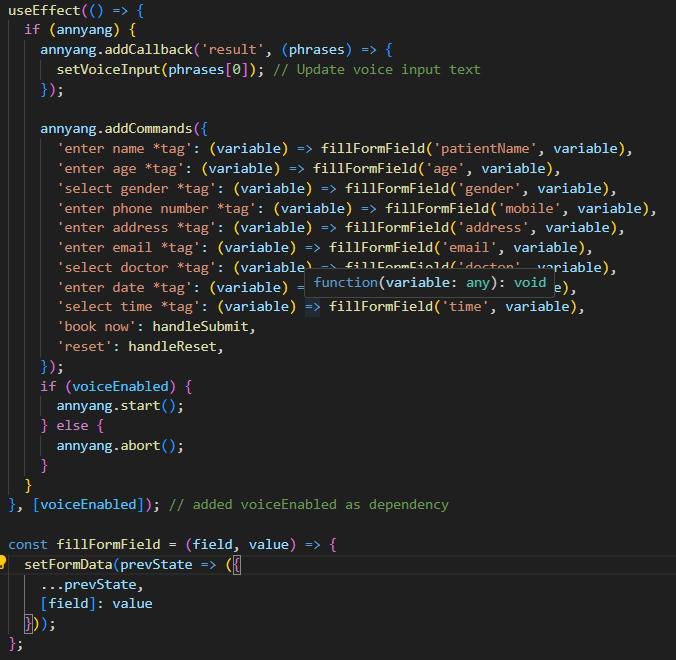 useEffect(() => {
if (annyang) {
annyang.addCallback('result', (phrases) => {
setVoiceInput(phrases[0]); // Update voice input text
});
annyang.addCommands({
'enter name *tag': (variable) => fillFormField('patientName', variable),
'enter age *tag': (variable) => fillFormField('age', variable),
'select gender *tag': (variable) => fillFormField('gender', variable),
'enter phone number *tag': (variable) => fillFormField('mobile', variable),
'enter address *tag': (variable) => fillFormField('address', variable),
'enter email *tag': (variable) => fillFormField('email', variable),
'select doctor *tag': (variable) => fillFormField('doctor', variable),
'enter date *tag': (variable) = e),
function(variable: any): void
'select time *tag': (variable) => fillFormField('time', variable),
'book now': handleSubmit,
'reset': handleReset,
});
if (voiceEnabled) {
annyang.start();
} else {
annyang.abort();
}
}
}, [voiceEnabled]); // added voiceEnabled as dependency
const fillFormField = (field, value) => {
setFormData(prevState => ({
...prevState,
[field]: value
}));
};